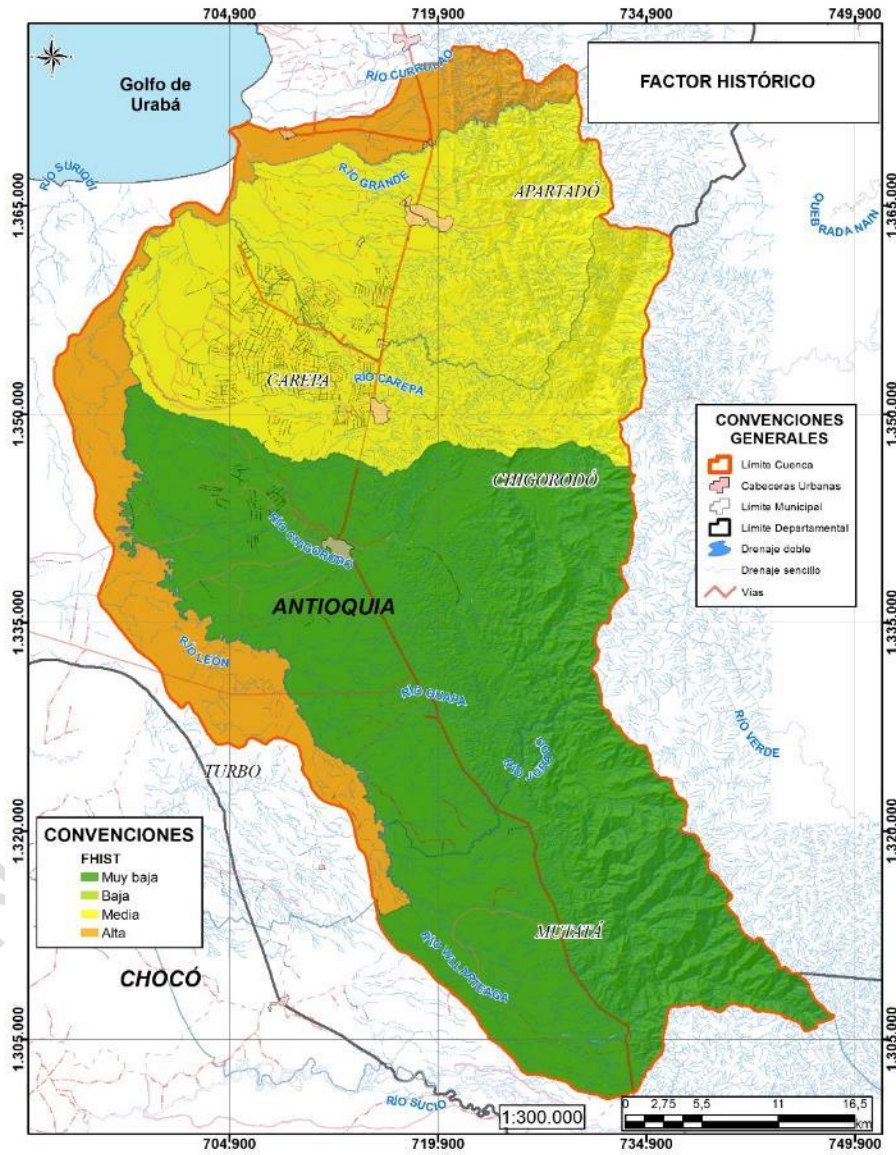 704,900 719,900 734,900 749,900
FACTOR HISTÓRICO
Golfo de
Urabá
RÍO CURRULAO
RÍO SURIQUÍ
RÍO GRANDE
APARTADÓ
QUEBRADA NAIN
1.365.000 1.365.000
CAREPA
RÍO CAREPA
1.350.000 1.350.000
CHIGORODÓ
RÍO CHIGORODÓ
ANTIOQUIA
1.335.000 1.335.000
RÍO LEÓN
RÍO GUAPA
RÍO VERDE
TURBO
1.320.000 1.320.000
MUTATÁ
RÍO VILLARTEAGA
CHOCÓ
1.305.000 1.305.000
RÍO SUCIO
CONVENCIONES
GENERALES
Límite Cuenca
Cabeceras Urbanas
Límite Municipal
Límite Departamental
Drenaje doble
Drenaje sencillo
Vías
CONVENCIONES
FHIST
Muy baja
Baja
Media
Alta
1:300.000
0 2,75 5,5 11 16,5
km
704,900 719,900 734,900 749,900